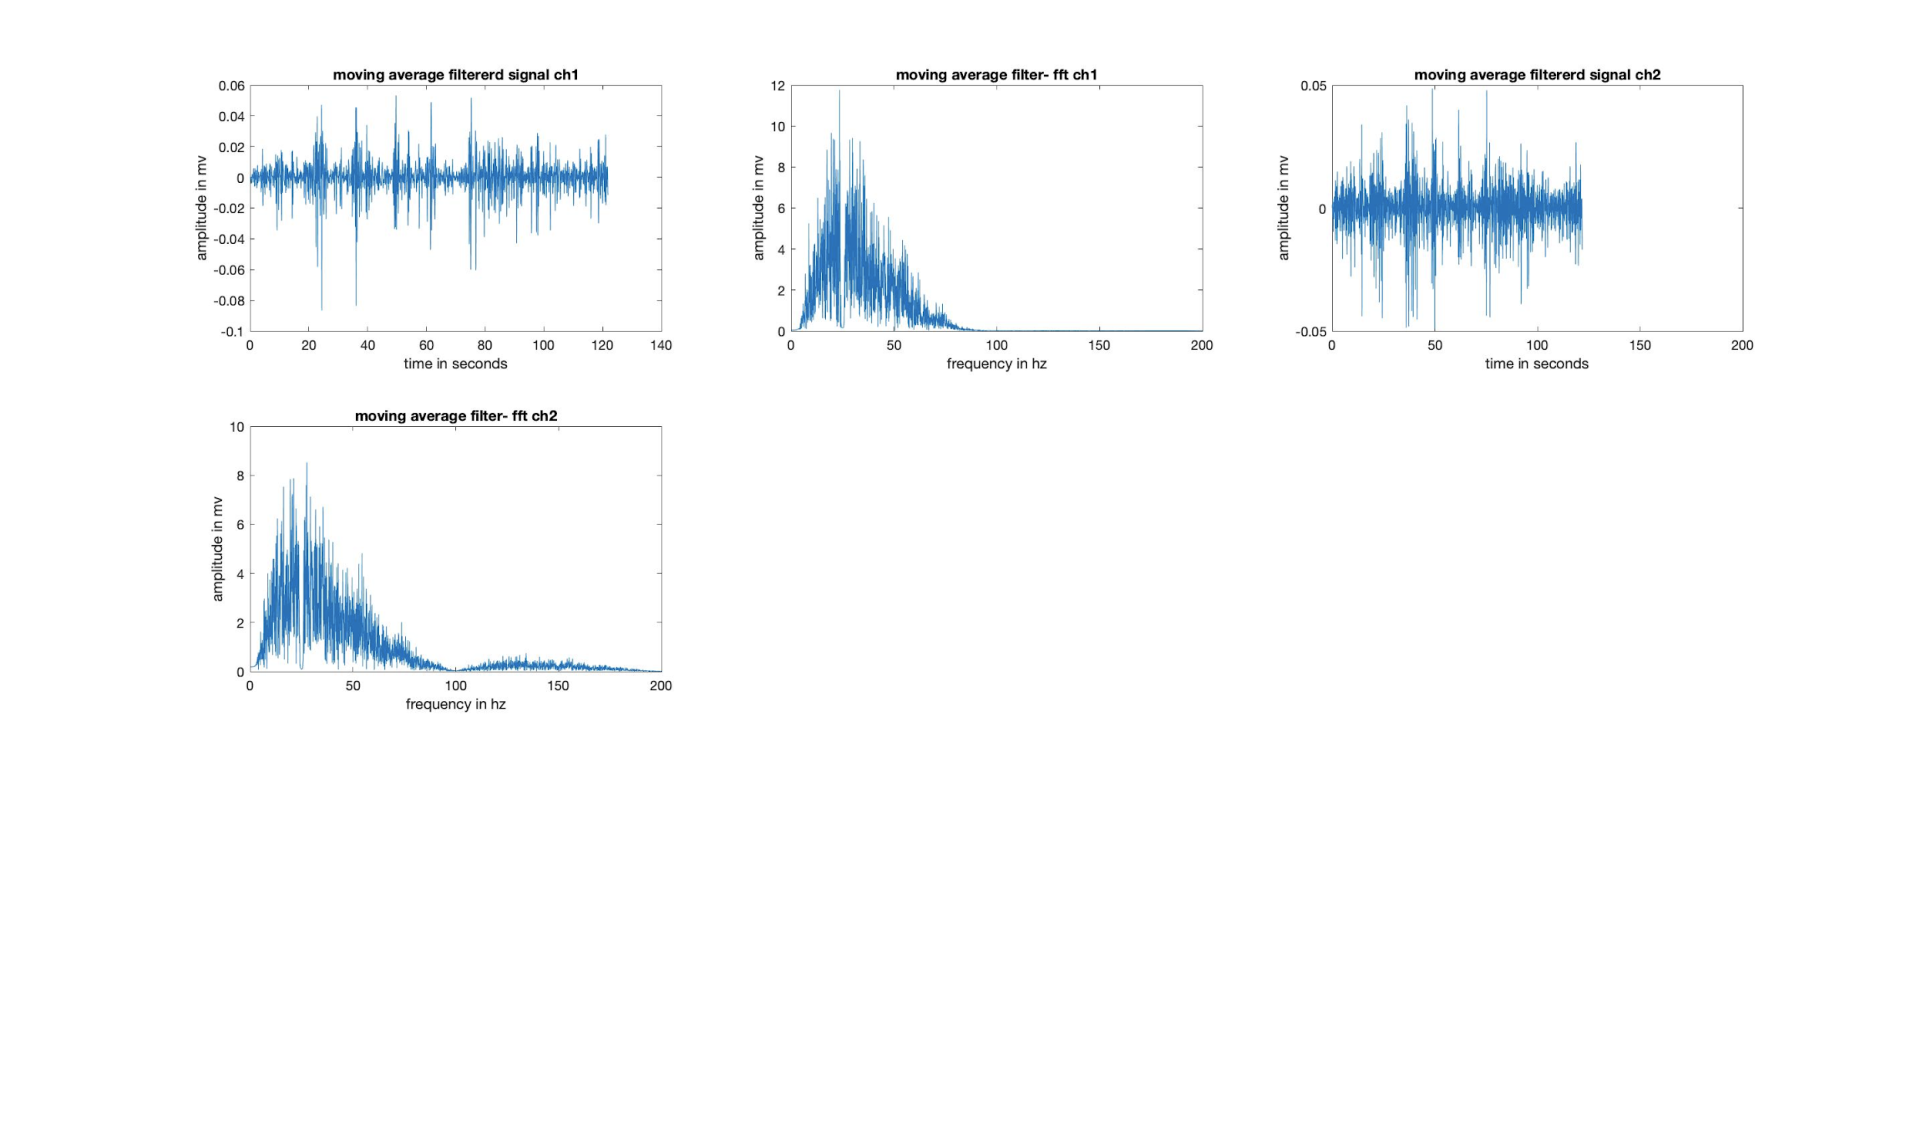 moving average filtererd signal ch1
0.06
0.04
0.02
0
-0.02
-0.04
-0.06
-0.08
-0.1
amplitude in mv
0 20 40 60 80 100 120 140
time in seconds
moving average filter- fft ch1
12
10
8
6
4
2
0
amplitude in mv
0 50 100 150 200
frequency in hz
moving average filtererd signal ch2
0.05
0
-0.05
amplitude in mv
0 50 100 150 200
time in seconds
moving average filter- fft ch2
10
8
6
4
2
0
amplitude in mv
0 50 100 150 200
frequency in hz